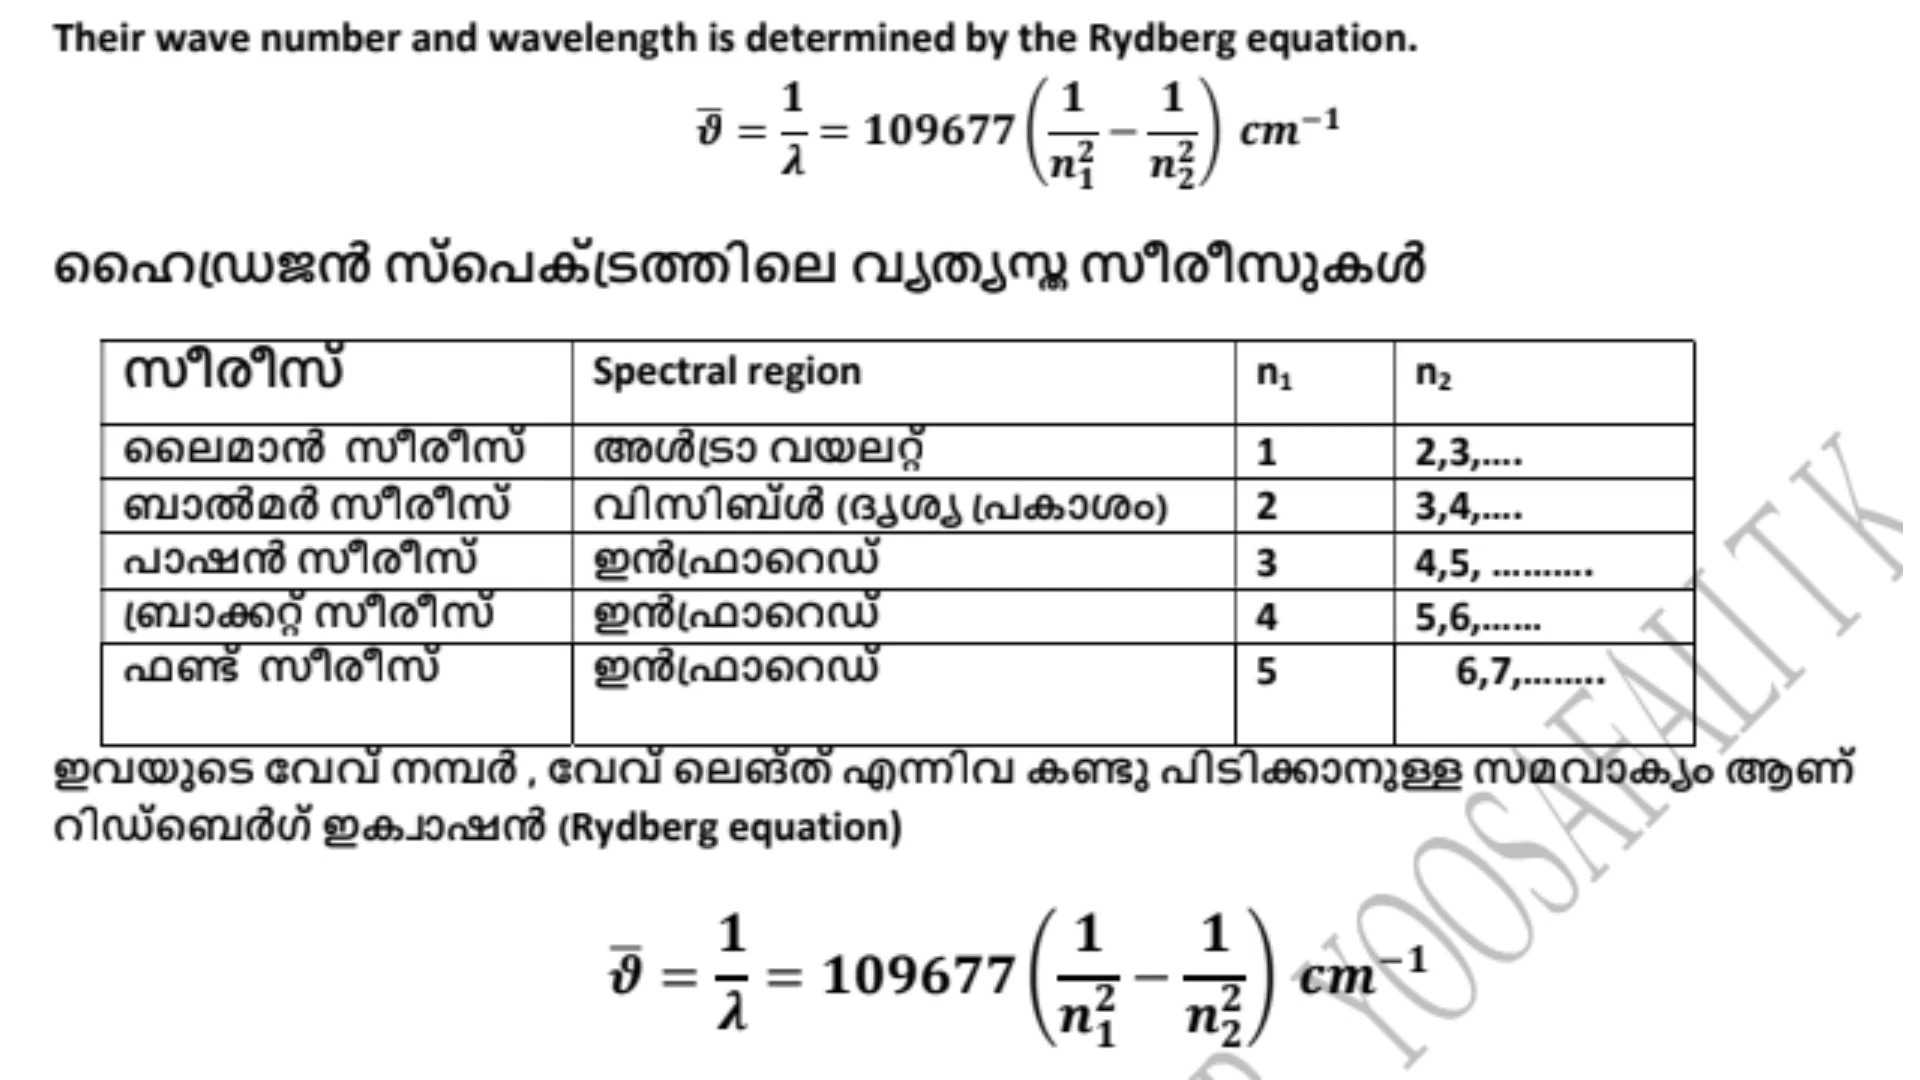 Their wave number and wavelength is determined by the Rydberg equation.
ϑ̅ = 1/λ = 109677 (1/n₁² − 1/n₂²) cm⁻¹
ഹൈഡ്രജൻ സ്പെക്ട്രത്തിലെ വ്യത്യസ്ത സീരീസുകൾ
സീരീസ് Spectral region n₁ n₂
ലൈമാൻ സീരീസ് അൾട്രാ വയലറ്റ് 1 2,3,....
ബാൽമർ സീരീസ് വിസിബ്ൾ (ദൃശ്യ പ്രകാശം) 2 3,4,....
പാഷൻ സീരീസ് ഇൻഫ്രാറെഡ് 3 4,5, ..........
ബ്രാക്കറ്റ് സീരീസ് ഇൻഫ്രാറെഡ് 4 5,6,......
ഫണ്ട് സീരീസ് ഇൻഫ്രാറെഡ് 5 6,7,........
ഇവയുടെ വേവ് നമ്പർ , വേവ് ലെങ്ത് എന്നിവ കണ്ടു പിടിക്കാനുള്ള സമവാക്യം ആണ്
റിഡ്ബെർഗ് ഇക്വാഷൻ (Rydberg equation)
ϑ̅ = 1/λ = 109677 (1/n₁² − 1/n₂²) cm⁻¹
YOOSAFALI T K